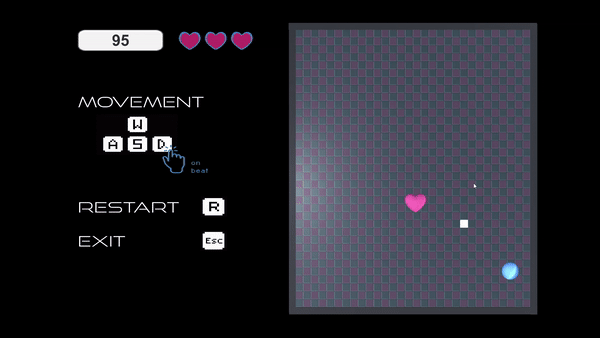 95
MOVEMENT
W
A S D
on
beat
RESTART R
EXIT Esc